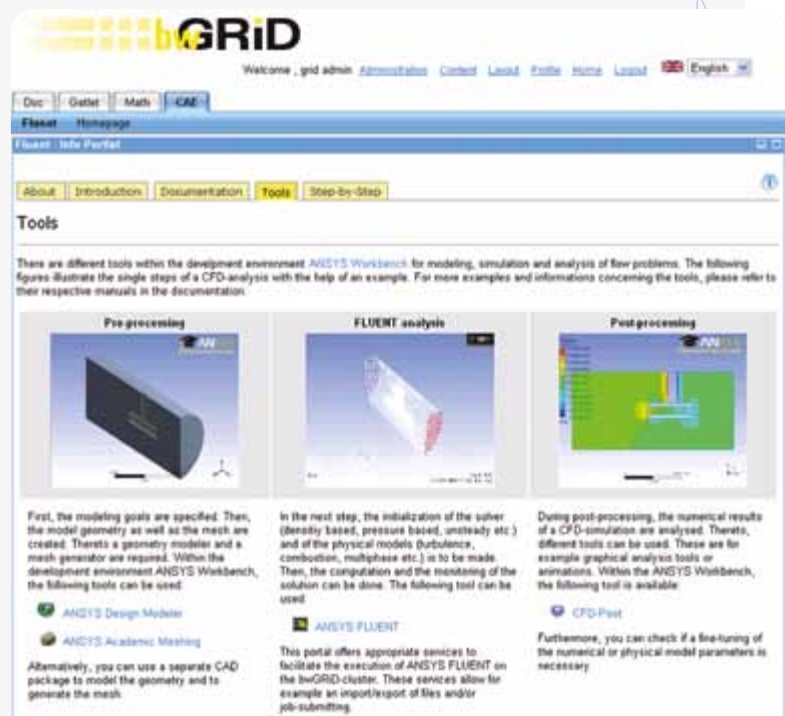 bwGRiD
Welcome , grid admin Administration Content Layout Profile Home Logout English
Doc Gatlet Math CAE
Fluent Homepage
Fluent Info Portlet
About Introduction Documentation Tools Step-by-Step
Tools
There are different tools within the develpment environment ANSYS Workbench for modeling, simulation and analysis of flow problems. The following
figures illustrate the single steps of a CFD-analysis with the help of an example. For more examples and informations concerning the tools, please refer to
their respective manuals in the documentation.
Pre-processing
First, the modeling goals are specified. Then,
the model geometry as well as the mesh are
created. Thereto a geometry modeler and a
mesh generator are required. Within the
development environment ANSYS Workbench,
the following tools can be used:
ANSYS Design Modeler
ANSYS Academic Meshing
Alternatively, you can use a separate CAD
package to model the geometry and to
generate the mesh.
FLUENT analysis
In the next step, the initialization of the solver
(density based, pressure based, unsteady etc.)
and of the physical models (turbulence,
combustion, multiphase etc.) is to be made.
Then, the computation and the monitoring of the
solution can be done. The following tool can be
used:
ANSYS FLUENT
This portal offers appropriate services to
facilitate the execution of ANSYS FLUENT on
the bwGRiD-cluster. These services allow for
example an import/export of files and/or
job-submitting.
Post-processing
During post-processing, the numerical results
of a CFD-simulation are analysed. Thereto,
different tools can be used. These are for
example graphical analysis tools or
animations. Within the ANSYS Workbench,
the following tool is available:
CFD-Post
Furthermore, you can check if a fine-tuning of
the numerical or physical model parameters is
necessary.